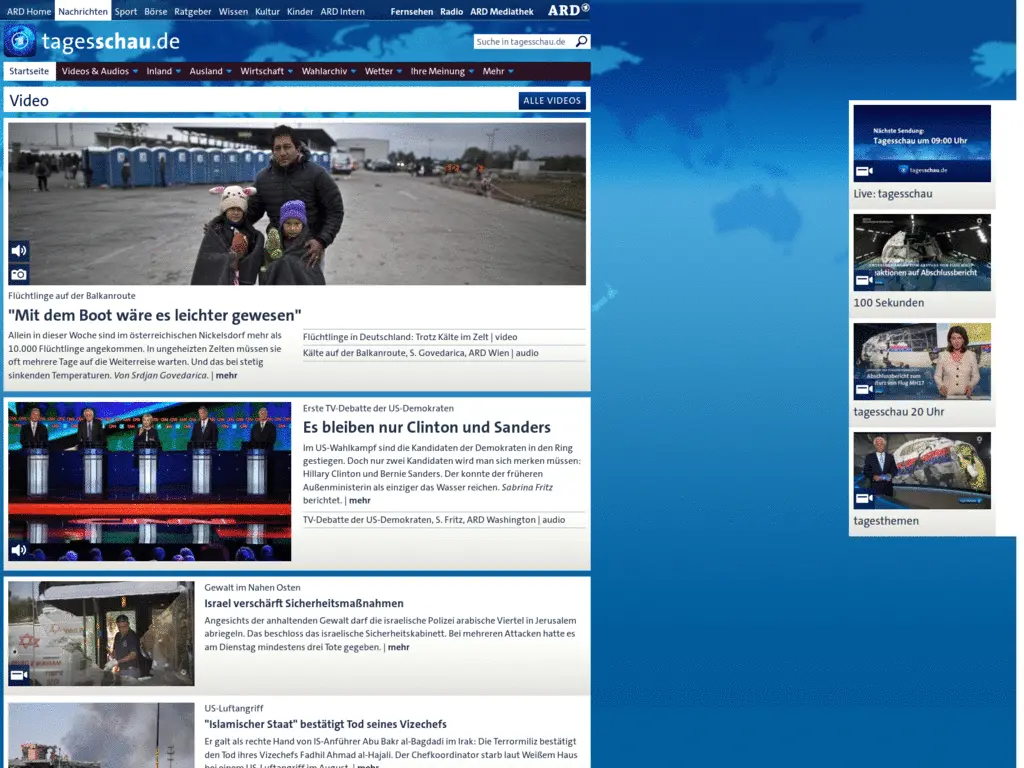 ARD Home Nachrichten Sport Börse Ratgeber Wissen Kultur Kinder ARD Intern Fernsehen Radio ARD Mediathek ARD
tagesschau.de
Suche in tagesschau.de
Startseite Videos & Audios Inland Ausland Wirtschaft Wahlarchiv Wetter Ihre Meinung Mehr
Video
ALLE VIDEOS
Flüchtlinge auf der Balkanroute
"Mit dem Boot wäre es leichter gewesen"
Allein in dieser Woche sind im österreichischen Nickelsdorf mehr als
10.000 Flüchtlinge angekommen. In ungeheizten Zelten müssen sie
oft mehrere Tage auf die Weiterreise warten. Und das bei stetig
sinkenden Temperaturen. Von Srdjan Govedarica. | mehr
Flüchtlinge in Deutschland: Trotz Kälte im Zelt | video
Kälte auf der Balkanroute, S. Govedarica, ARD Wien | audio
Erste TV-Debatte der US-Demokraten
Es bleiben nur Clinton und Sanders
Im US-Wahlkampf sind die Kandidaten der Demokraten in den Ring
gestiegen. Doch nur zwei Kandidaten wird man sich merken müssen:
Hillary Clinton und Bernie Sanders. Der konnte der früheren
Außenministerin als einziger das Wasser reichen. Sabrina Fritz
berichtet. | mehr
TV-Debatte der US-Demokraten, S. Fritz, ARD Washington | audio
Gewalt im Nahen Osten
Israel verschärft Sicherheitsmaßnahmen
Angesichts der anhaltenden Gewalt darf die israelische Polizei arabische Viertel in Jerusalem
abriegeln. Das beschloss das israelische Sicherheitskabinett. Bei mehreren Attacken hatte es
am Dienstag mindestens drei Tote gegeben. | mehr
US-Luftangriff
"Islamischer Staat" bestätigt Tod seines Vizechefs
Er galt als rechte Hand von IS-Anführer Abu Bakr al-Bagdadi im Irak: Die Terrormiliz bestätigt
den Tod ihres Vizechefs Fadhil Ahmad al-Hajali. Der Chefkoordinator starb laut Weißem Haus
bei einem US-Luftangriff im August. | mehr
Nächste Sendung:
Tagesschau um 09:00 Uhr
tagesschau.de
Live: tagesschau
aktionen auf Abschlussbericht
100 Sekunden
Abschlussbericht zum
Absturz von Flug MH17
tagesschau 20 Uhr
tagesthemen